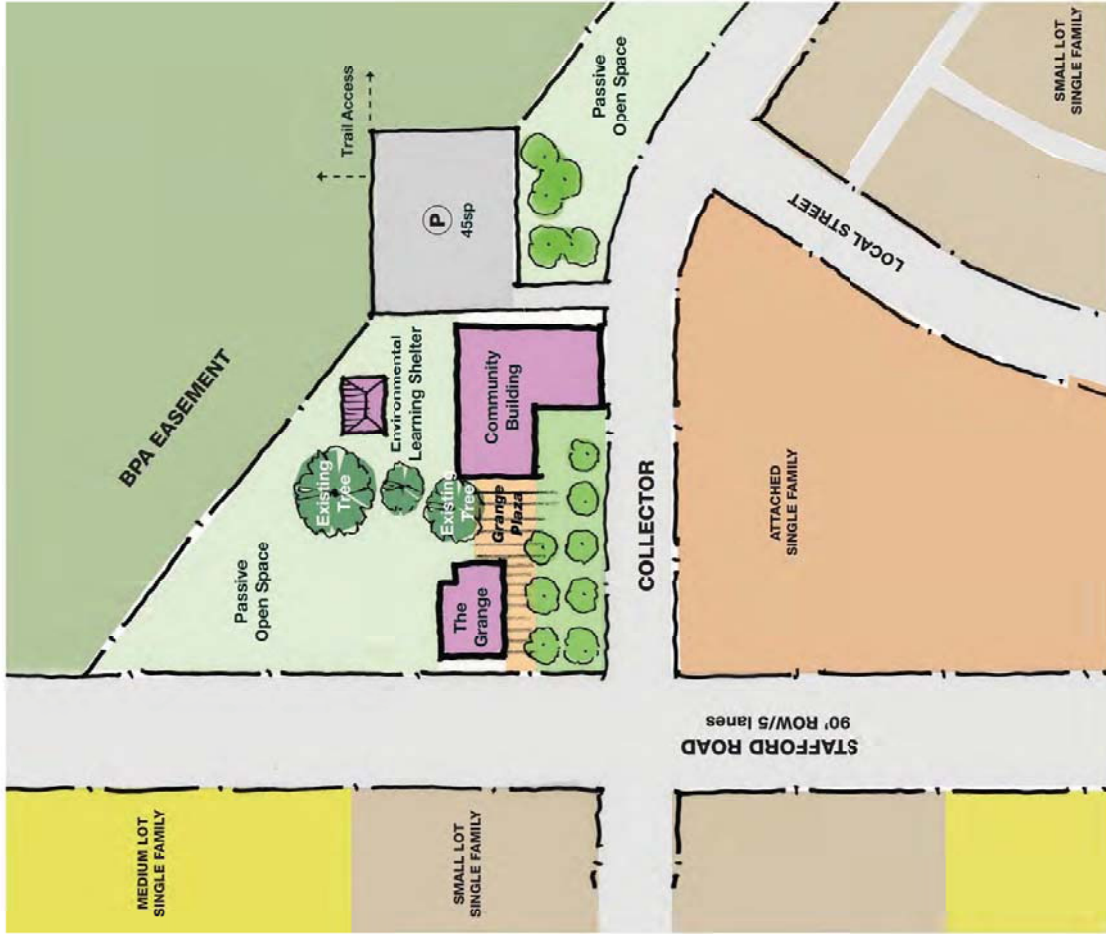 MEDIUM LOT
SINGLE FAMILY
SMALL LOT
SINGLE FAMILY
STAFFORD ROAD
90' ROW/5 lanes
BPA EASEMENT
Passive
Open Space
The
Grange
Existing
Tree
Existing
Tree
Grange
Plaza
Environmental
Learning Shelter
Community
Building
Trail Access
P
45sp
Passive
Open Space
COLLECTOR
ATTACHED
SINGLE FAMILY
LOCAL STREET
SMALL LOT
SINGLE FAMILY